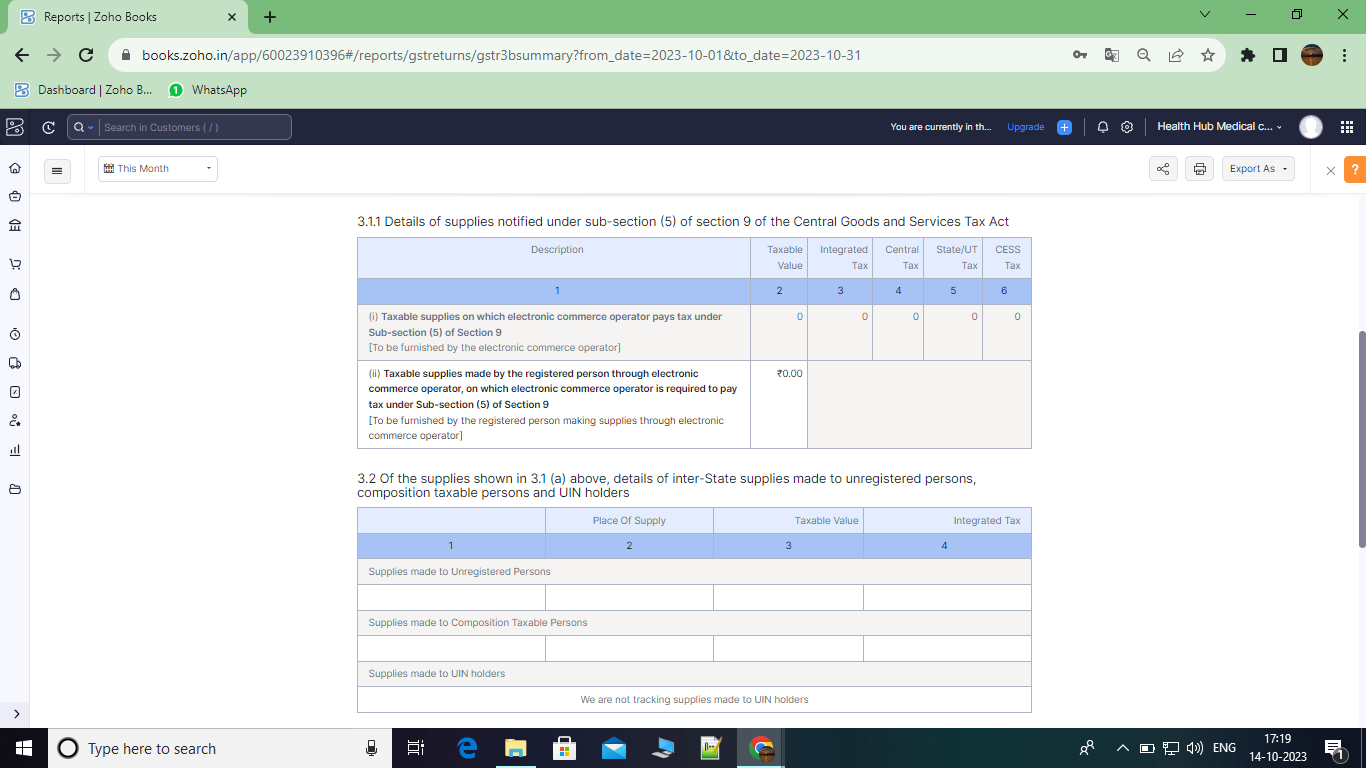 Reports | Zoho Books
books.zoho.in/app/60023910396#/reports/gstreturns/gstr3bsummary?from_date=2023-10-01&to_date=2023-10-31
Dashboard | Zoho B... 1 WhatsApp
Search in Customers ( / ) You are currently in th... Upgrade Health Hub Medical c...
This Month Export As ?
3.1.1 Details of supplies notified under sub-section (5) of section 9 of the Central Goods and Services Tax Act
Description Taxable Value Integrated Tax Central Tax State/UT Tax CESS Tax
1 2 3 4 5 6
(i) Taxable supplies on which electronic commerce operator pays tax under 0 0 0 0 0
Sub-section (5) of Section 9
[To be furnished by the electronic commerce operator]
(ii) Taxable supplies made by the registered person through electronic ₹0.00
commerce operator, on which electronic commerce operator is required to pay
tax under Sub-section (5) of Section 9
[To be furnished by the registered person making supplies through electronic
commerce operator]
3.2 Of the supplies shown in 3.1 (a) above, details of inter-State supplies made to unregistered persons,
composition taxable persons and UIN holders
Place Of Supply Taxable Value Integrated Tax
1 2 3 4
Supplies made to Unregistered Persons
Supplies made to Composition Taxable Persons
Supplies made to UIN holders
We are not tracking supplies made to UIN holders
Type here to search ENG 17:19
14-10-2023 1